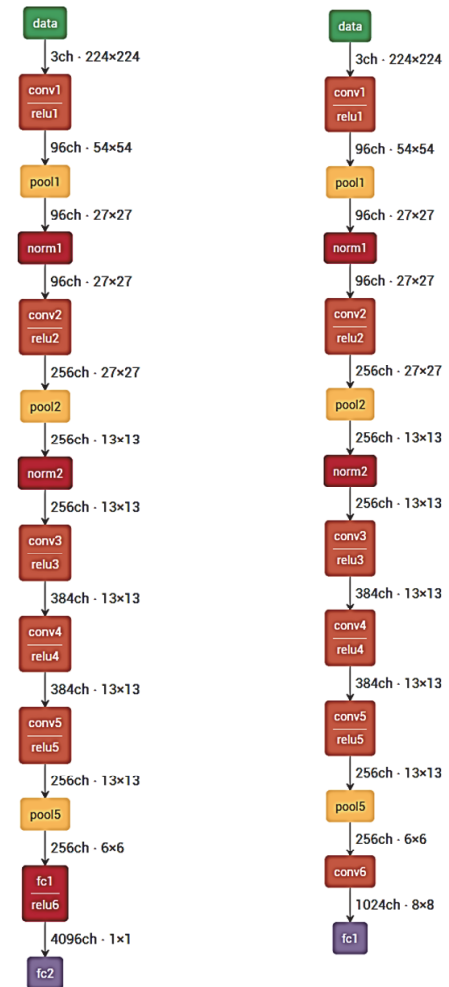 data
3ch · 224×224
conv1
relu1
96ch · 54×54
pool1
96ch · 27×27
norm1
96ch · 27×27
conv2
relu2
256ch · 27×27
pool2
256ch · 13×13
norm2
256ch · 13×13
conv3
relu3
384ch · 13×13
conv4
relu4
384ch · 13×13
conv5
relu5
256ch · 13×13
pool5
256ch · 6×6
fc1
relu6
4096ch · 1×1
fc2
data
3ch · 224×224
conv1
relu1
96ch · 54×54
pool1
96ch · 27×27
norm1
96ch · 27×27
conv2
relu2
256ch · 27×27
pool2
256ch · 13×13
norm2
256ch · 13×13
conv3
relu3
384ch · 13×13
conv4
relu4
384ch · 13×13
conv5
relu5
256ch · 13×13
pool5
256ch · 6×6
conv6
1024ch · 8×8
fc1